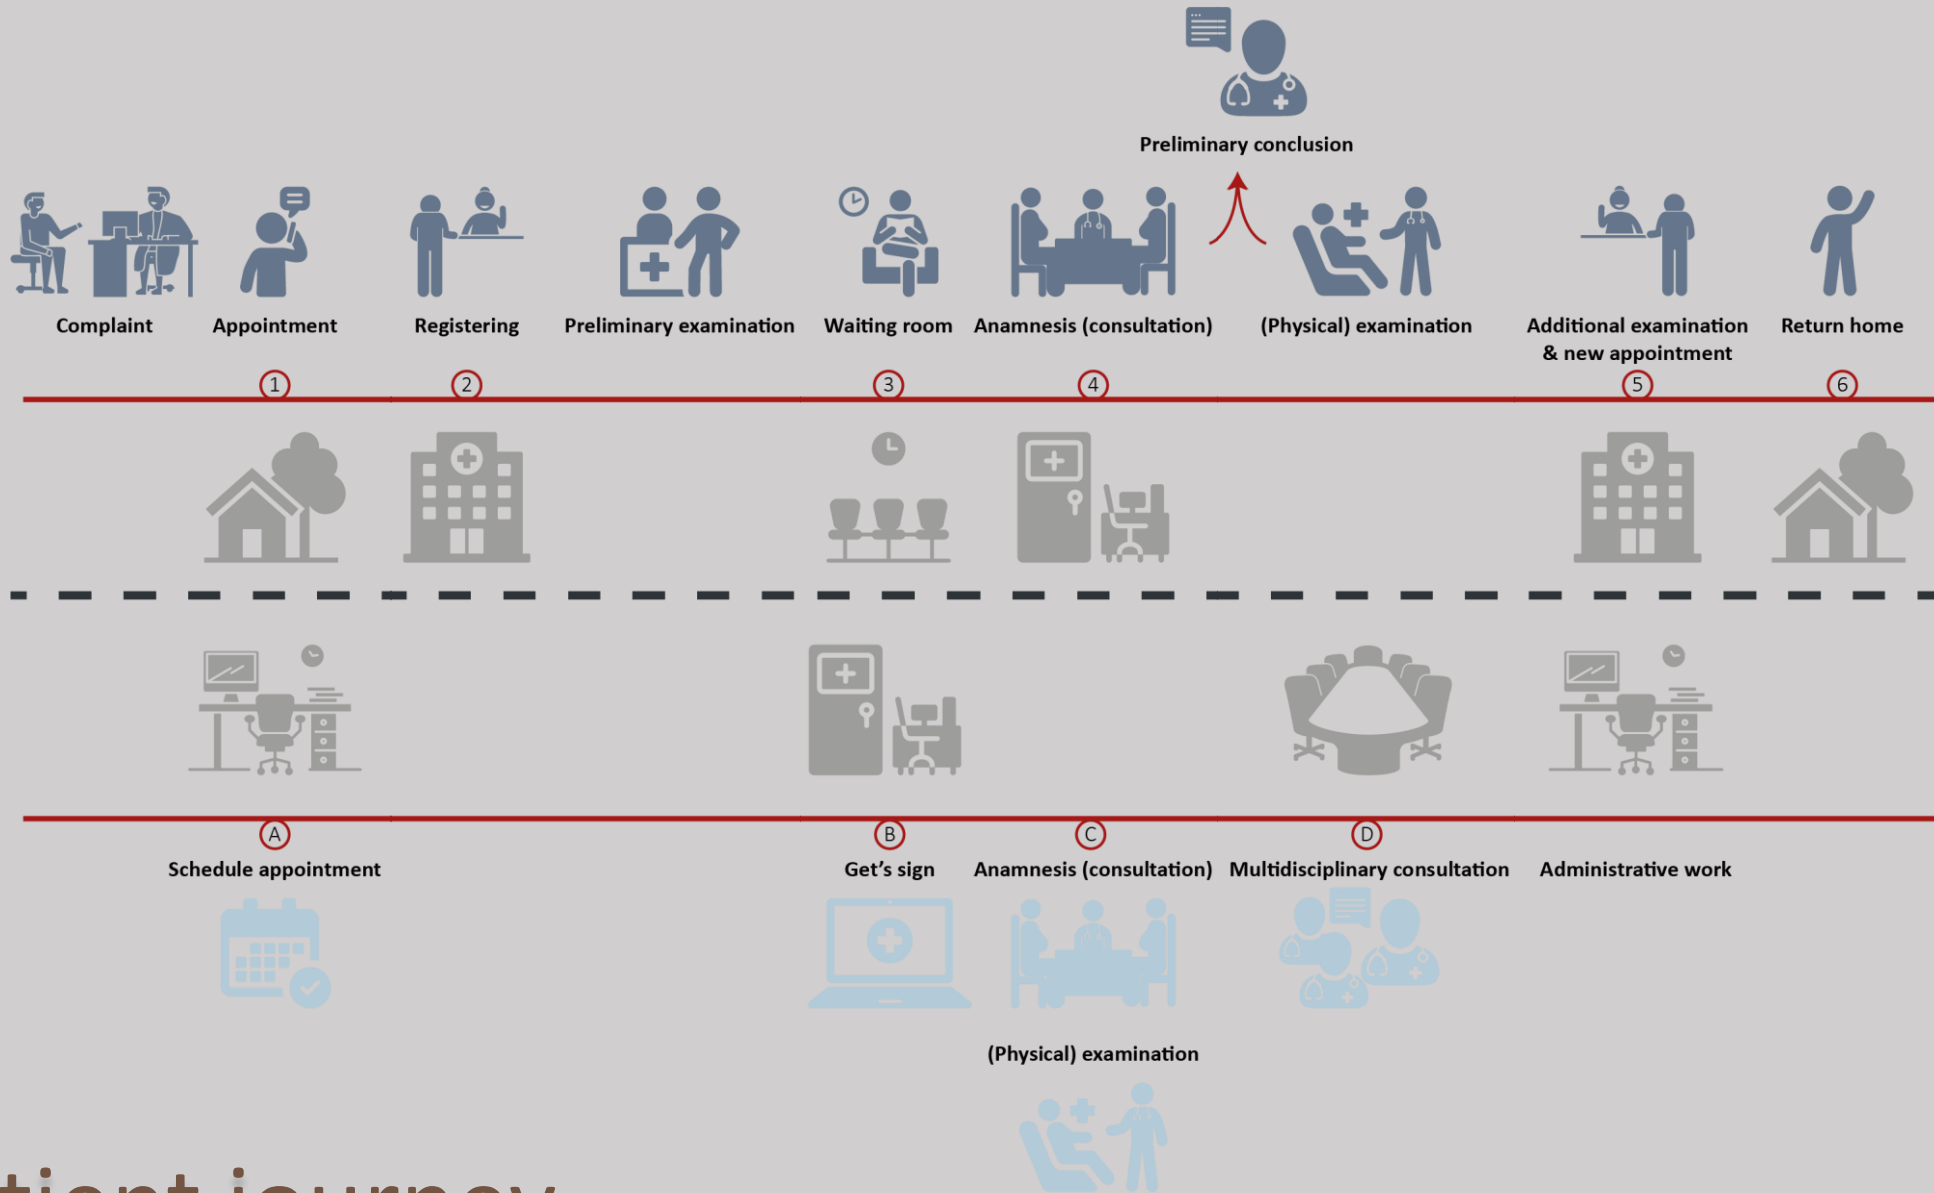 Preliminary conclusion
Complaint
Appointment
Registering
Preliminary examination
Waiting room
Anamnesis (consultation)
(Physical) examination
Additional examination
& new appointment
Return home
1
2
3
4
5
6
A
B
C
D
Schedule appointment
Get's sign
Anamnesis (consultation)
Multidisciplinary consultation
Administrative work
(Physical) examination
journey